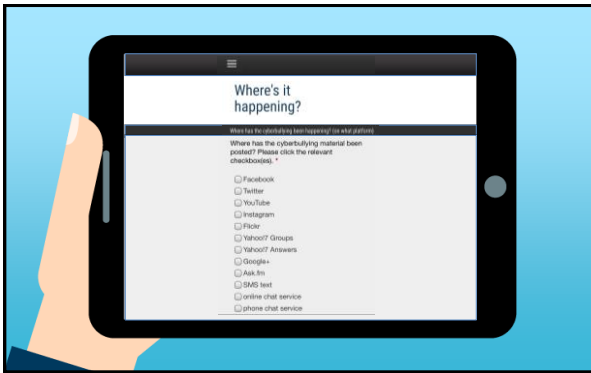 Where's it
happening?
Where has the cyberbullying been happening? (on what platform)
Where has the cyberbullying material been
posted? Please click the relevant
checkbox(es). *
Facebook
Twitter
YouTube
Instagram
Flickr
Yahoo!7 Groups
Yahoo!7 Answers
Google+
Ask.fm
SMS text
online chat service
phone chat service